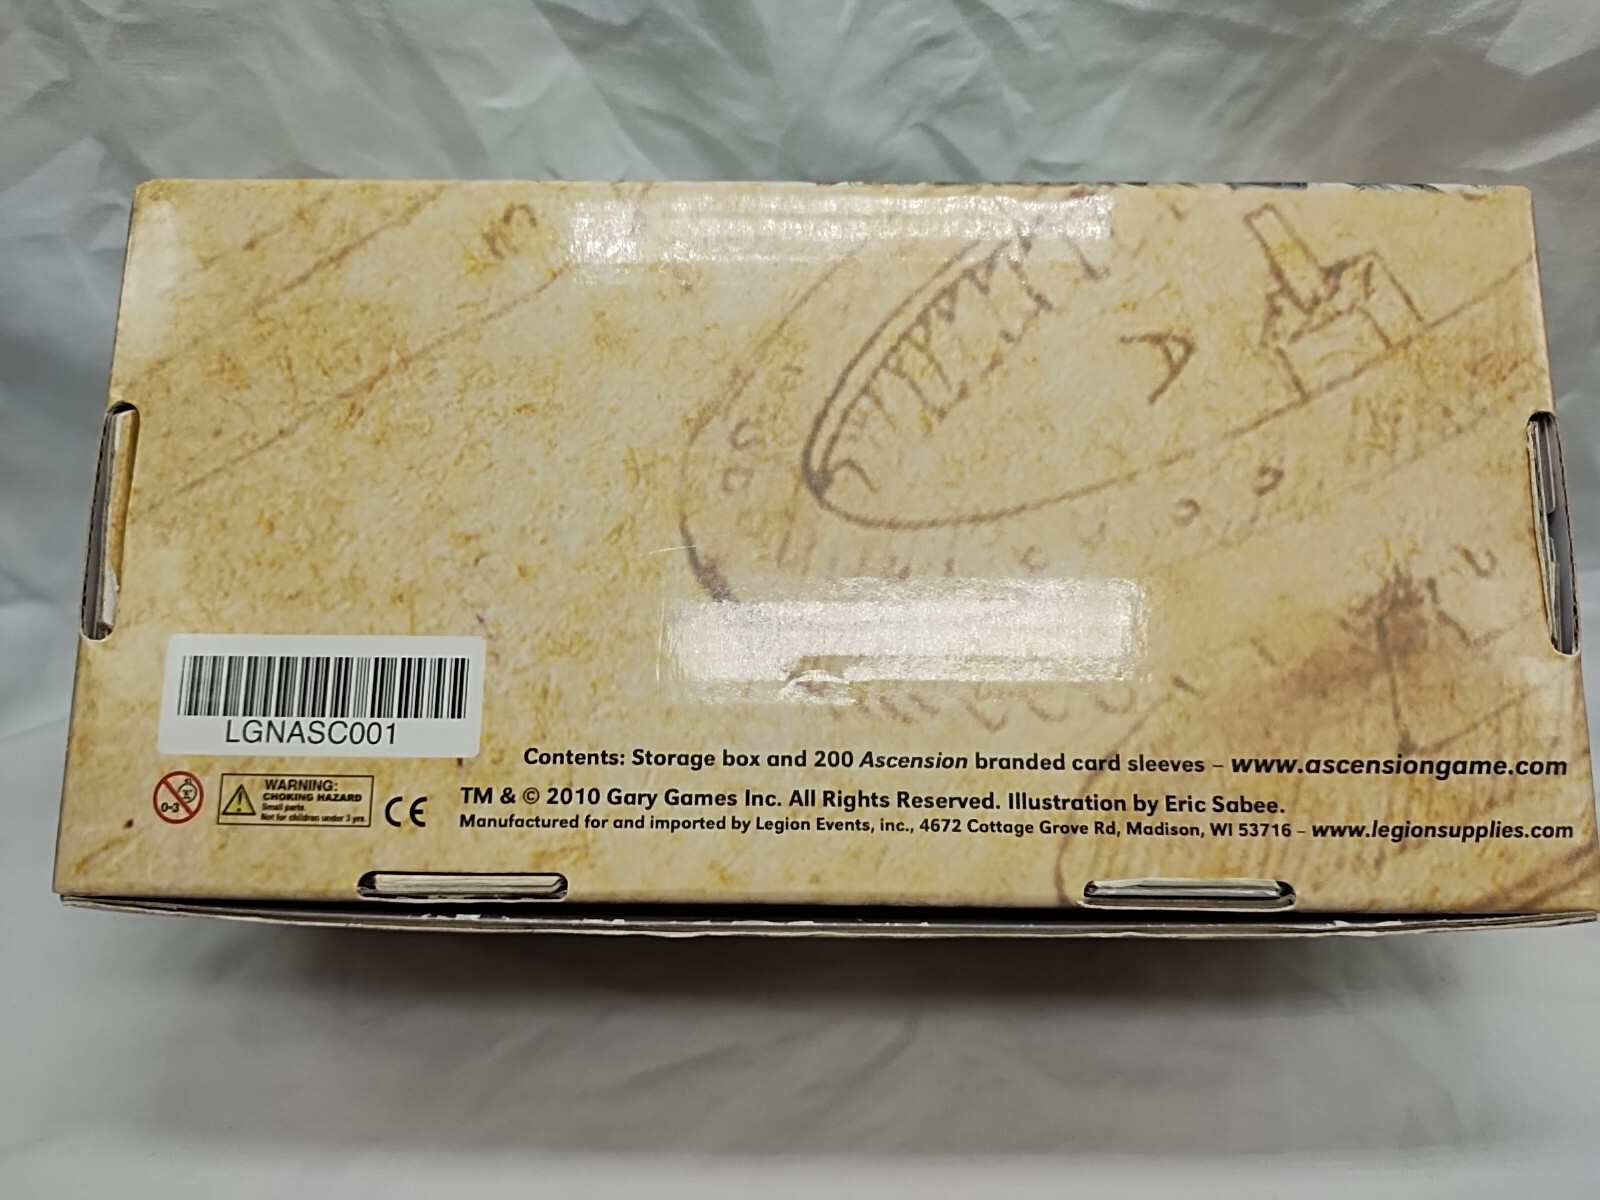 LGNASC001
Contents: Storage box and 200 Ascension branded card sleeves – www.ascensiongame.com
0-3
WARNING:
CHOKING HAZARD
Small parts.
Not for children under 3 yrs.
CE
TM & © 2010 Gary Games Inc. All Rights Reserved. Illustration by Eric Sabee.
Manufactured for and imported by Legion Events, inc., 4672 Cottage Grove Rd, Madison, WI 53716 – www.legionsupplies.com